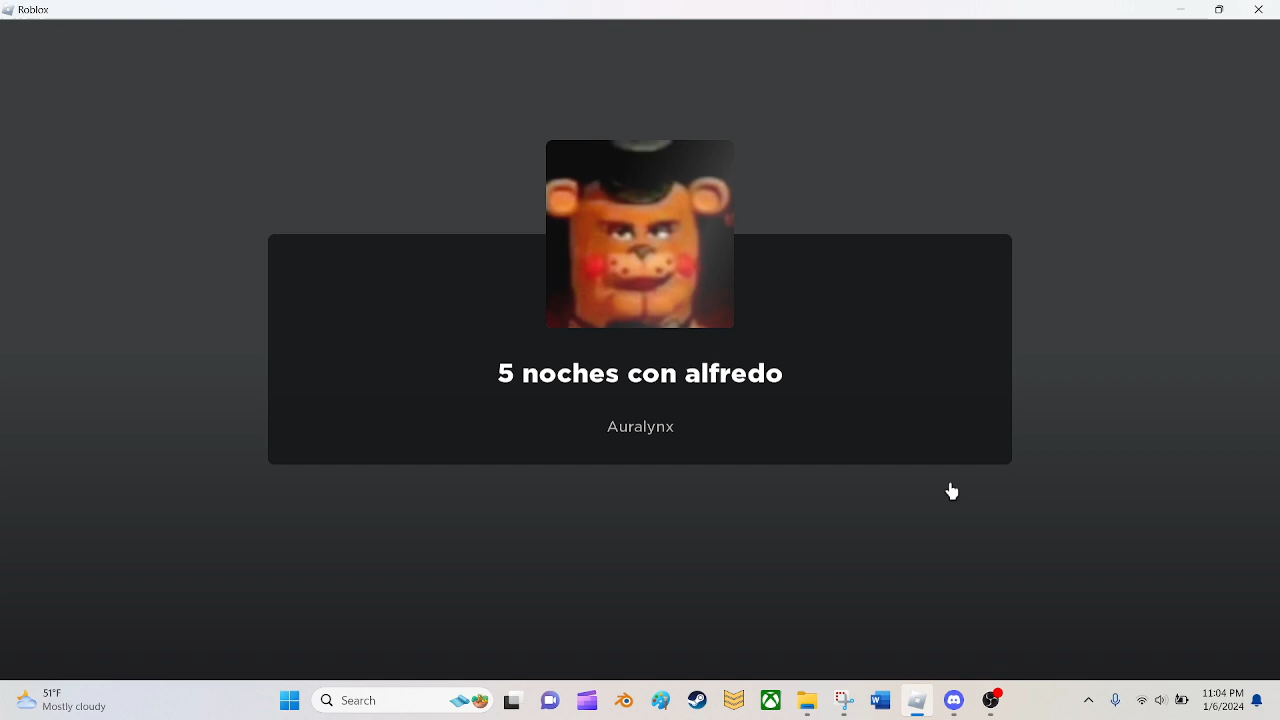 Roblox
5 noches con alfredo
Auralynx
51°F
Mostly cloudy
Search
11:04 PM
1/6/2024